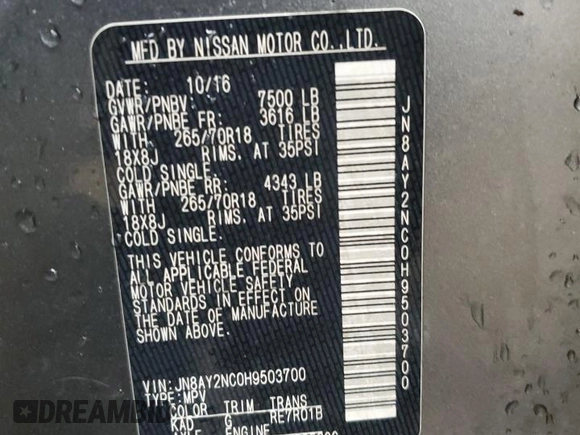 MFD BY NISSAN MOTOR CO.,LTD.
DATE: 10/16
GVWR/PNBV 7500 LB
GAWR/PNBE FR: 3616 LB
WITH 265/70R18 TIRES
18X8J RIMS. AT 35PSI
COLD SINGLE.
GAWR/PNBE RR: 4343 LB
WITH 265/70R18 TIRES
18X8J RIMS. AT 35PSI
COLD SINGLE.
THIS VEHICLE CONFORMS TO
ALL APPLICABLE FEDERAL
MOTOR VEHICLE SAFETY
STANDARDS IN EFFECT ON
THE DATE OF MANUFACTURE
SHOWN ABOVE.
VIN: JN8AY2NC0H9503700
TYPE: MPV
COLOR TRIM TRANS
KAD G RE7R01B
AXLE ENGINE
JN8AY2NC0H9503700
DREAMBID